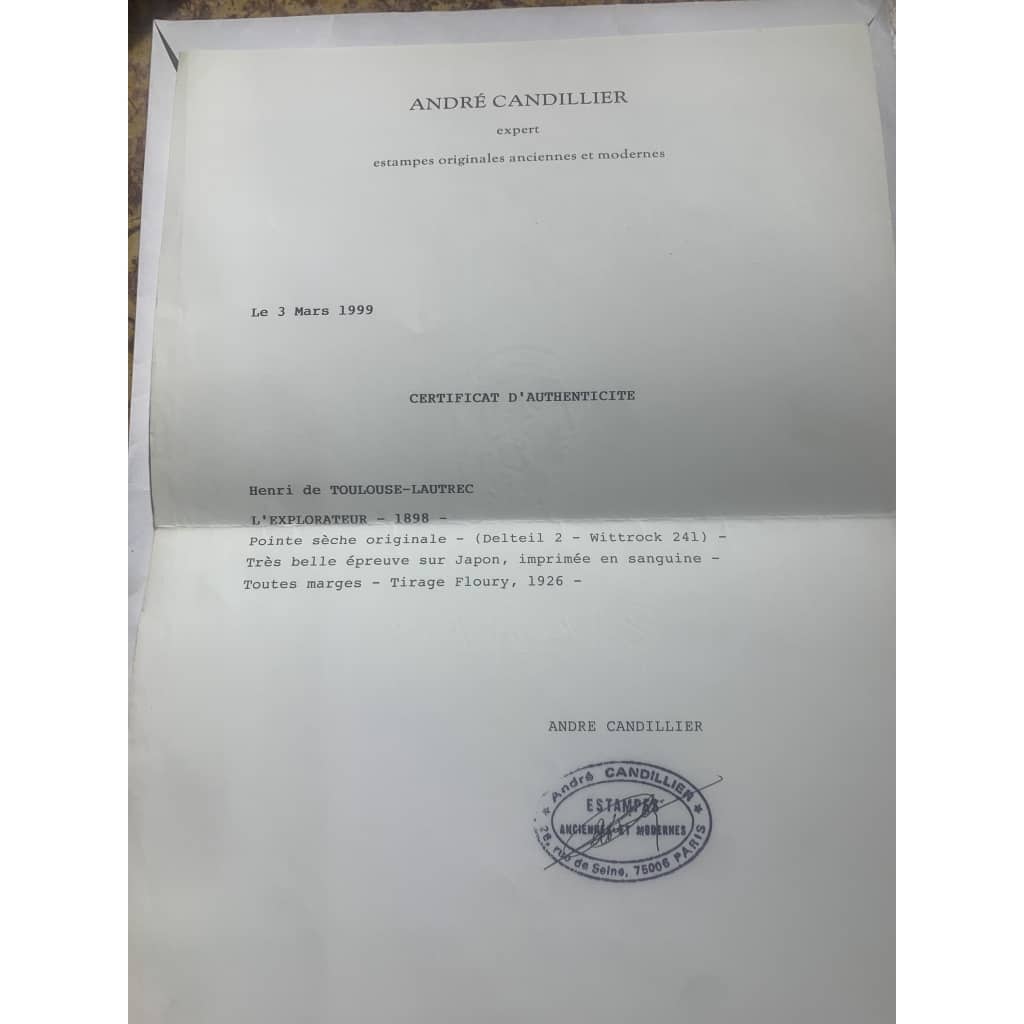 ANDRÉ CANDILLIER
expert
estampes originales anciennes et modernes
Le 3 Mars 1999
CERTIFICAT D'AUTHENTICITE
Henri de TOULOUSE-LAUTREC
L'EXPLORATEUR - 1898 -
Pointe sèche originale - (Delteil 2 - Wittrock 241) -
Très belle épreuve sur Japon, imprimée en sanguine -
Toutes marges - Tirage Floury, 1926 -
ANDRE CANDILLIER
★ André CANDILLIER ★
ESTAMPES
ANCIENNES ET MODERNES
26, rue de Seine, 75006 PARIS